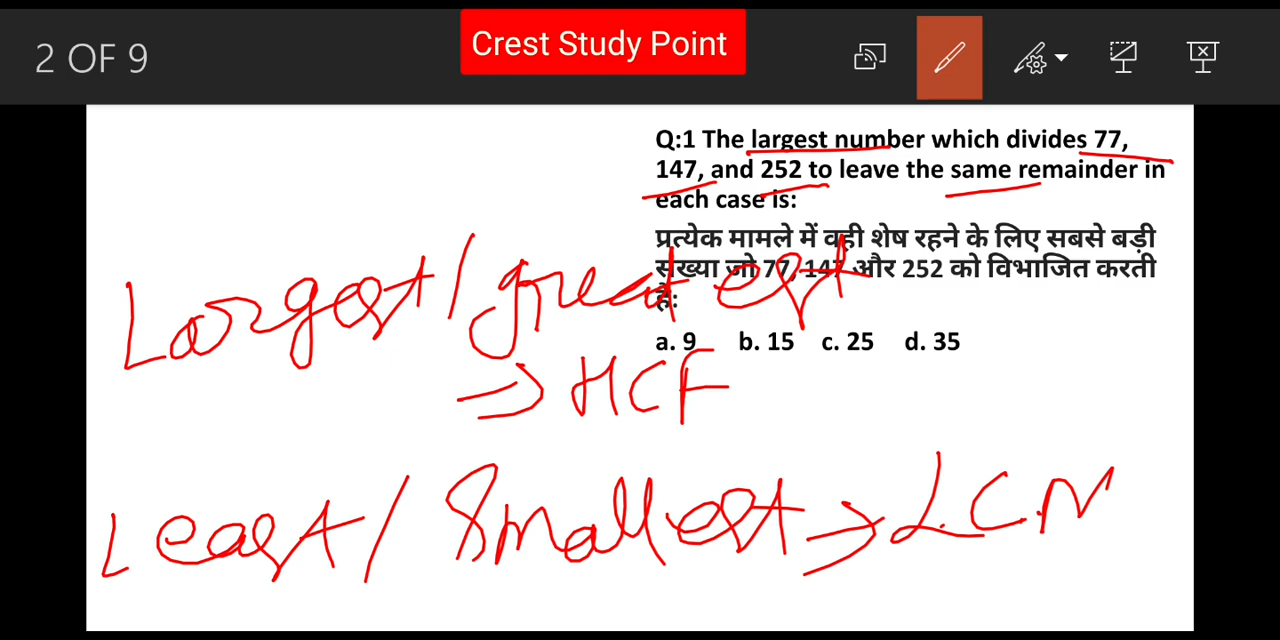 2 OF 9
Crest Study Point
Q:1 The largest number which divides 77,
147, and 252 to leave the same remainder in
each case is:
प्रत्येक मामले में वही शेष रहने के लिए सबसे बड़ी
संख्या जो 77, 147 और 252 को विभाजित करती
है:
a. 9 b. 15 c. 25 d. 35
Largest / greatest
→ HCF
Least / Smallest → L.C.M